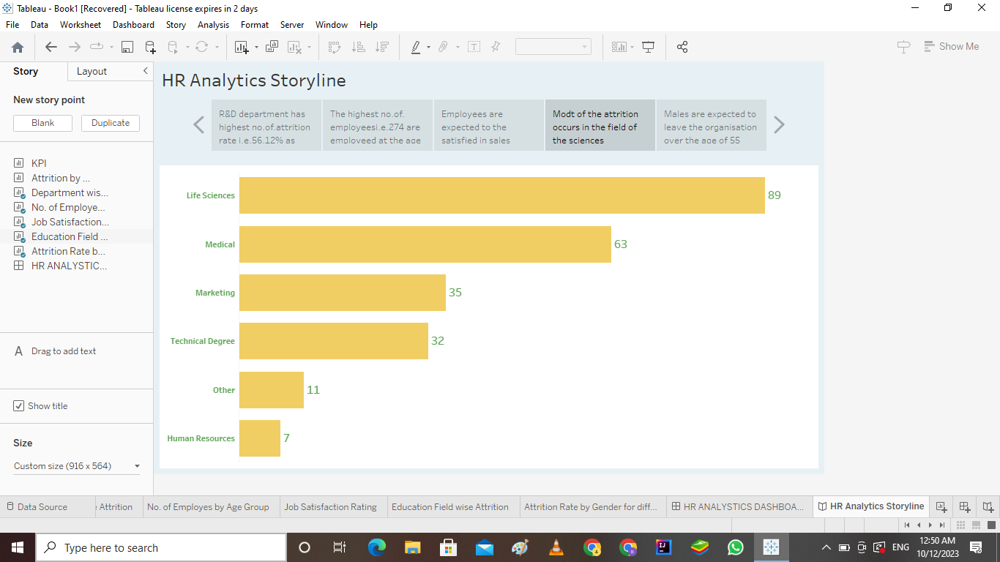 Tableau - Book1 [Recovered] - Tableau license expires in 2 days
File Data Worksheet Dashboard Story Analysis Format Server Window Help
Show Me
Story Layout
New story point
Blank Duplicate
KPI
Attrition by ...
Department wis...
No. of Employe...
Job Satisfaction...
Education Field ...
Attrition Rate b...
HR ANALYSTIC...
A Drag to add text
Show title
Size
Custom size (916 x 564)
HR Analytics Storyline
R&D department has
highest no.of.attrition
rate i.e.56.12% as
The highest no.of.
employeesi.e.274 are
employeed at the age
Employees are
expected to the
satisfied in sales
Modt of the attrition
occurs in the field of
the sciences
Males are expected to
leave the organisation
over the age of 55
Life Sciences 89
Medical 63
Marketing 35
Technical Degree 32
Other 11
Human Resources 7
Data Source Attrition No. of Employes by Age Group Job Satisfaction Rating Education Field wise Attrition Attrition Rate by Gender for diff... HR ANALYSTICS DASHBOA... HR Analytics Storyline
Type here to search
ENG
12:50 AM
10/12/2023